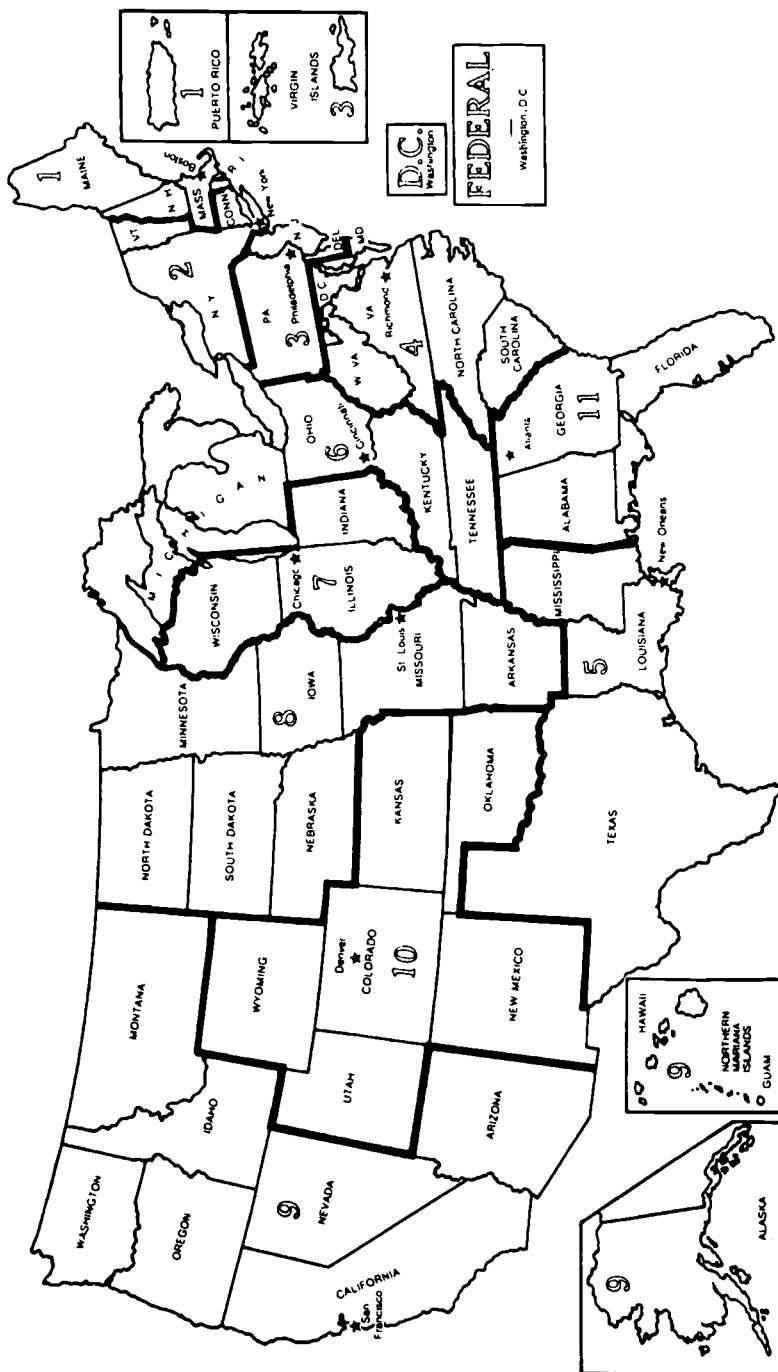 WASHINGTON
OREGON
CALIFORNIA
San
Francisco
9
NEVADA
IDAHO
MONTANA
WYOMING
UTAH
ARIZONA
Denver
COLORADO
10
NEW MEXICO
NORTH DAKOTA
SOUTH DAKOTA
NEBRASKA
KANSAS
OKLAHOMA
TEXAS
MINNESOTA
8
IOWA
St Louis
MISSOURI
ARKANSAS
5
LOUISIANA
New Orleans
WISCONSIN
Chicago
7
ILLINOIS
MICHIGAN
INDIANA
OHIO
6
Cincinnati
KENTUCKY
TENNESSEE
MISSISSIPPI
ALABAMA
Atlanta
GEORGIA
11
FLORIDA
SOUTH
CAROLINA
NORTH CAROLINA
W VA
VA
Richmond
4
D C
MD
DEL
PA
Philadelphia
3
N J
N Y
2
New York
VT
N H
MASS
Boston
CONN
R I
1
MAINE
1
PUERTO RICO
VIRGIN
ISLANDS
3
D.C.
Washington
FEDERAL
Washington, D C
9
ALASKA
HAWAII
9
NORTHERN
MARIANA
ISLANDS
GUAM